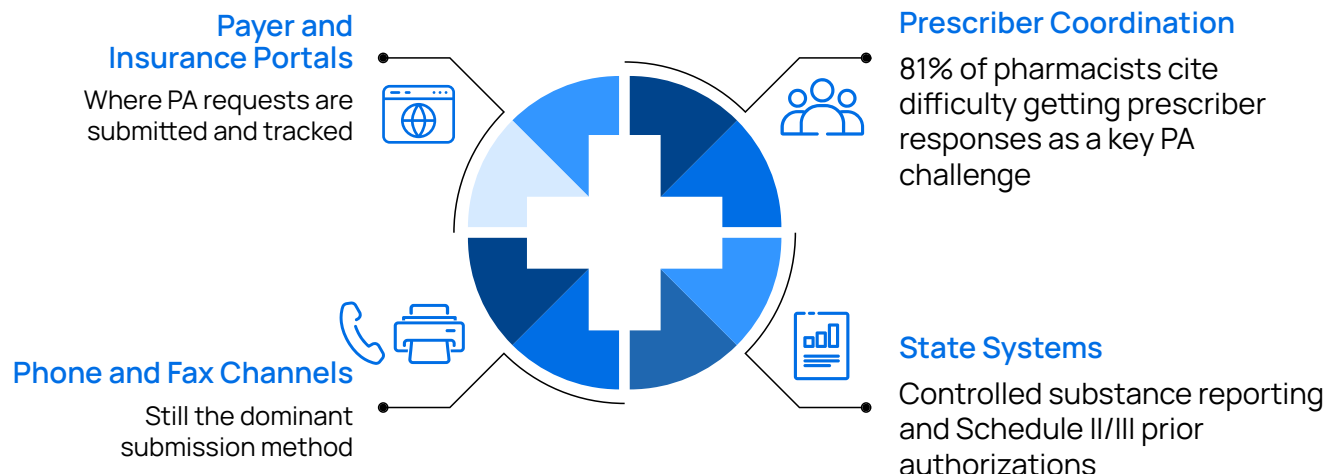 Payer and
Insurance Portals
Where PA requests are
submitted and tracked
Prescriber Coordination
81% of pharmacists cite
difficulty getting prescriber
responses as a key PA
challenge
Phone and Fax Channels
Still the dominant
submission method
State Systems
Controlled substance reporting
and Schedule II/III prior
authorizations